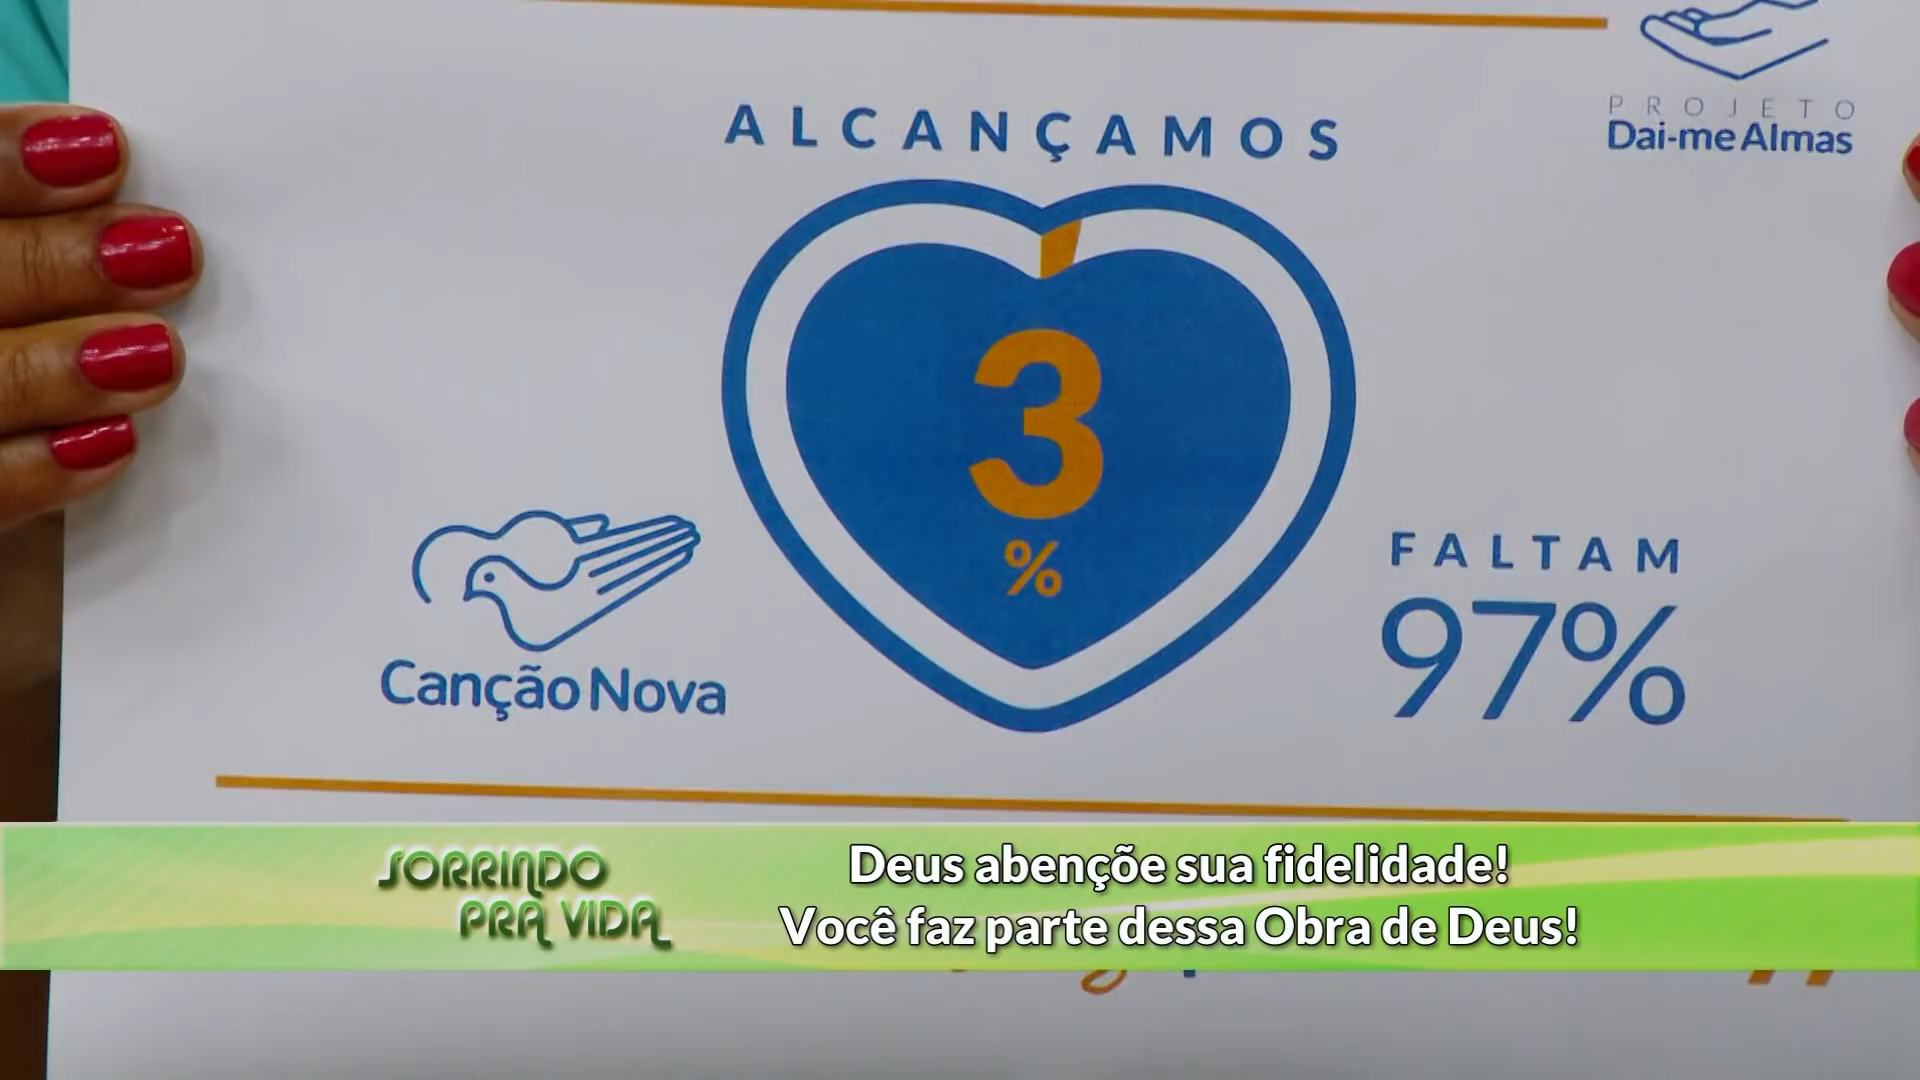 ALCANÇAMOS
PROJETO
Dai-me Almas
3
%
FALTAM
97%
Canção Nova
SORRINDO
PRA VIDA
Deus abençõe sua fidelidade!
Você faz parte dessa Obra de Deus!